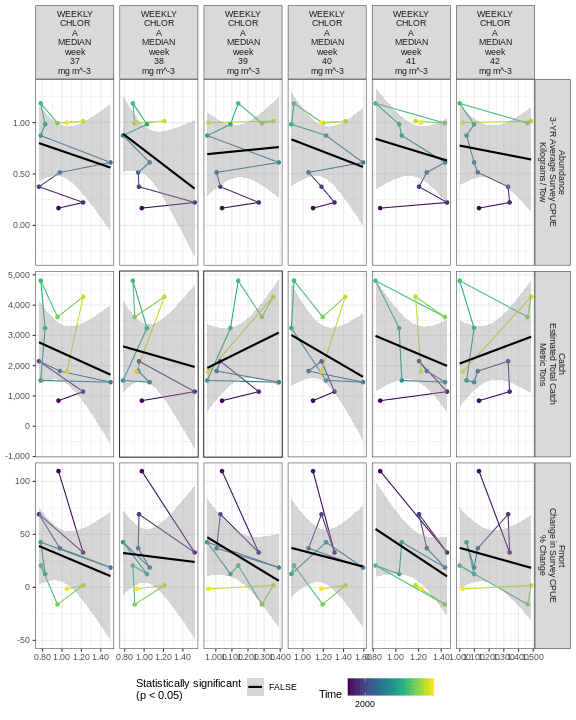 WEEKLY CHLOR A MEDIAN week 37 mg m^-3
WEEKLY CHLOR A MEDIAN week 38 mg m^-3
WEEKLY CHLOR A MEDIAN week 39 mg m^-3
WEEKLY CHLOR A MEDIAN week 40 mg m^-3
WEEKLY CHLOR A MEDIAN week 41 mg m^-3
WEEKLY CHLOR A MEDIAN week 42 mg m^-3
1.00
0.50
0.00
Abundance
3-YR Average Survey CPUE
Kilograms / Tow
5,000
4,000
3,000
2,000
1,000
0
-1,000
Catch
Estimated Total Catch
Metric Tons
100
50
0
-50
Fmort
Change in Survey CPUE
% Change
0.80 1.00 1.20 1.40
0.80 1.00 1.20 1.40
0.80 1.00 1.20 1.40
0.80 1.00 1.20 1.40
Statistically significant
(p < 0.05)
FALSE
Time
2000